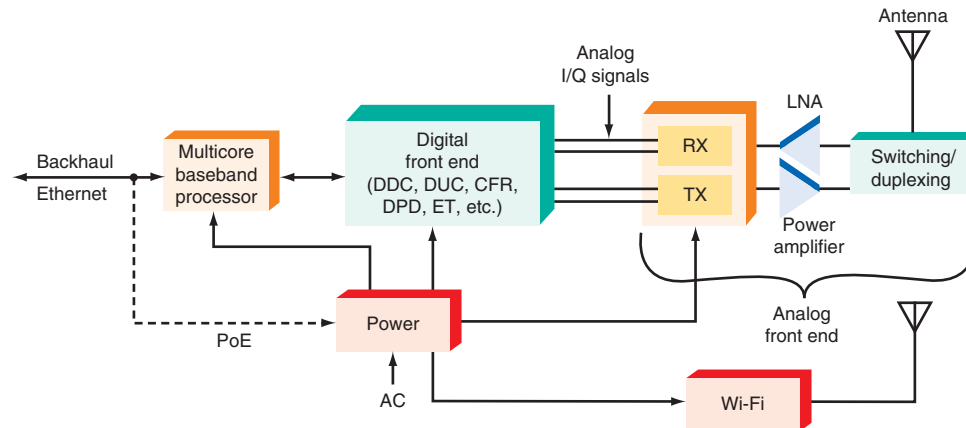 Antenna
Analog
I/Q signals
LNA
Backhaul
Ethernet
Multicore
baseband
processor
Digital
front end
(DDC, DUC, CFR,
DPD, ET, etc.)
RX
TX
Switching/
duplexing
Power
amplifier
PoE
Power
AC
Analog
front end
Wi-Fi